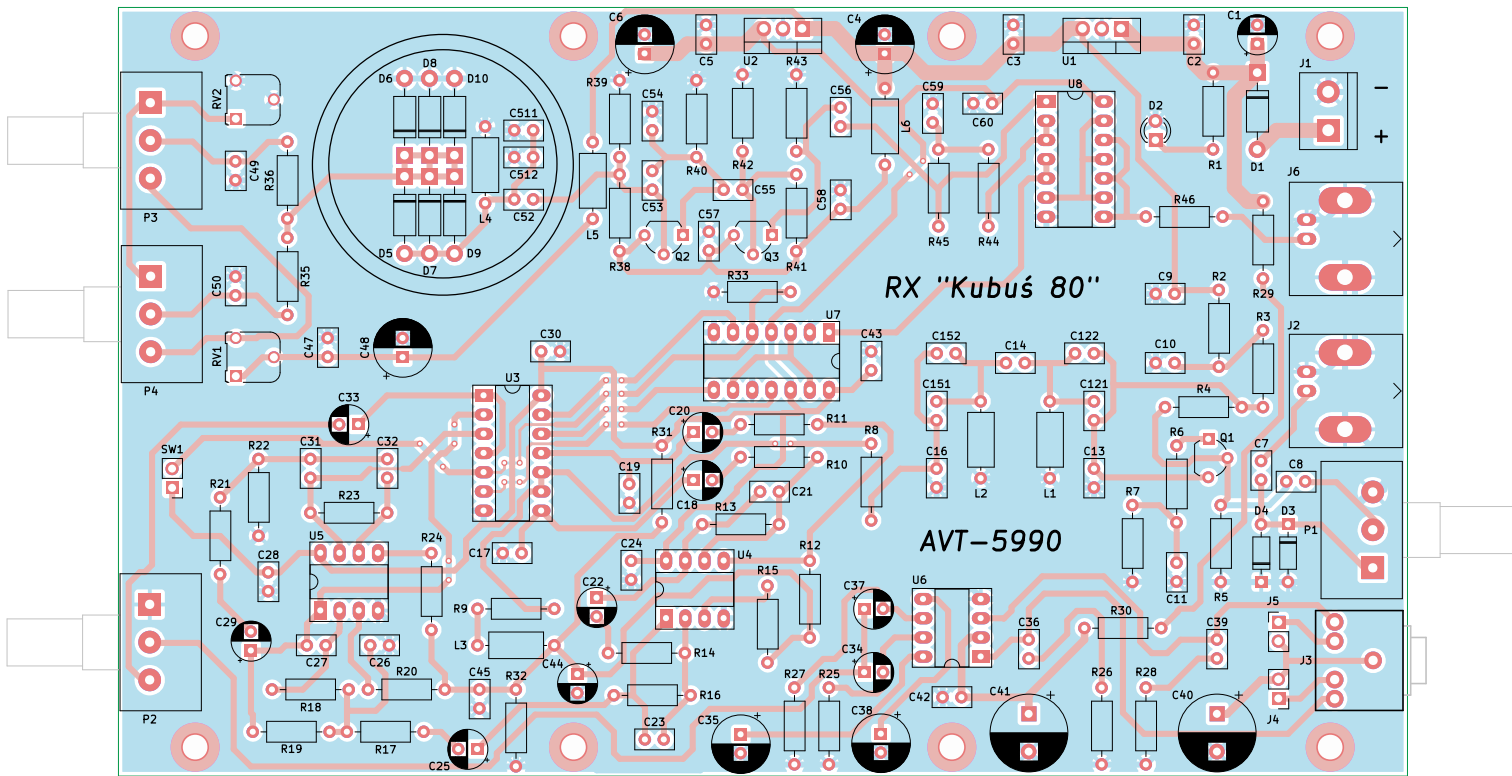 C6
C4
C1
C5
U2
R43
C3
U1
C2
J1
D6
D8
D10
R39
U8
RV2
C54
C56
C59
L6
C60
D2
C511
R40
R42
R1
D1
-
+
C49
R36
C512
J6
L4
C52
C53
C55
C58
R46
P3
L5
C57
R45
R44
D5
D7
D9
R38
Q2
Q3
R41
R33
RX "Kubuś 80"
R29
C50
R35
C9
R2
U7
R3
J2
RV1
C47
C48
C30
C43
C152
C14
C122
C10
P4
U3
C151
C121
R4
C33
C20
R11
R31
R8
R6
Q1
SW1
R22
C31
C32
C19
R10
C16
C13
C7
C8
R21
R23
C18
C21
L2
L1
R7
R13
D4
D3
P1
U5
R24
C17
C24
U4
R12
AVT-5990
C28
C22
R15
C37
U6
C11
R5
R9
J5
C29
R30
L3
C36
C39
C27
C26
C44
R14
C34
J3
R20
C45
R32
R27
R25
R26
R28
R18
R16
C42
C41
C40
P2
C35
C38
J4
R19
R17
C25
C23